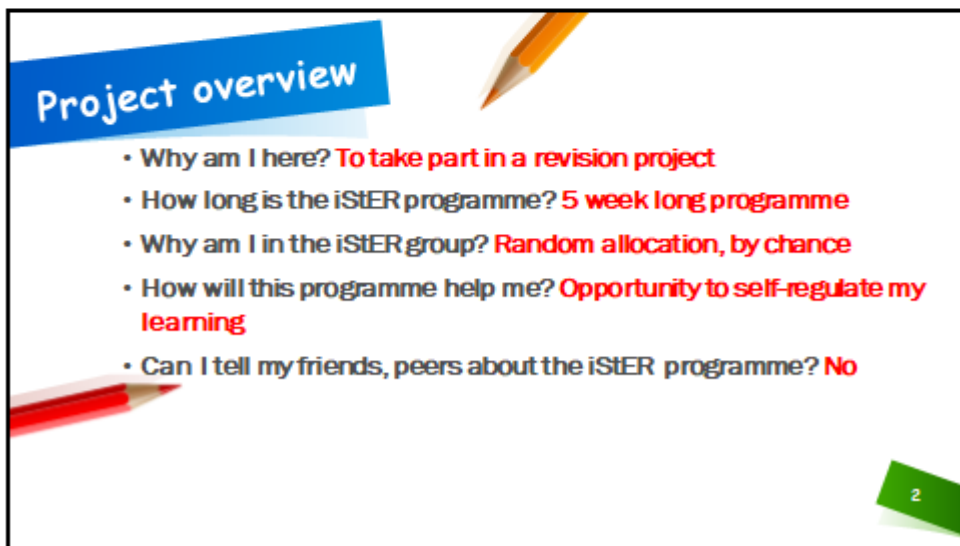 Project overview
• Why am I here? To take part in a revision project
• How long is the iStER programme? 5 week long programme
• Why am I in the iStER group? Random allocation, by chance
• How will this programme help me? Opportunity to self-regulate my
learning
• Can I tell my friends, peers about the iStER programme? No
2